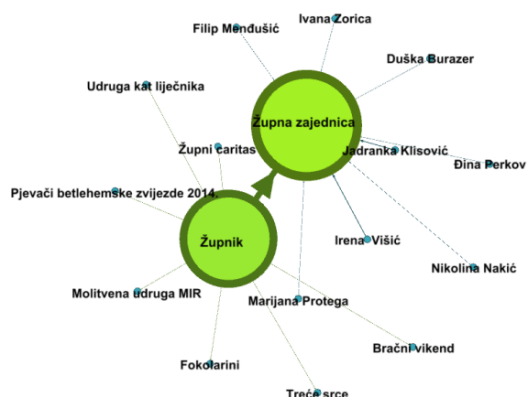 Ivana Zorica
Filip Menđušić
Duška Burazer
Udruga kat liječnika
Župna zajednica
Župni caritas
Jadranka Klisović
Đina Perkov
Pjevači betlehemske zvijezde 2014.
Župnik
Irena Višić
Nikolina Nakić
Molitvena udruga MIR
Marijana Protega
Bračni vikend
Fokolarini
Treće srce